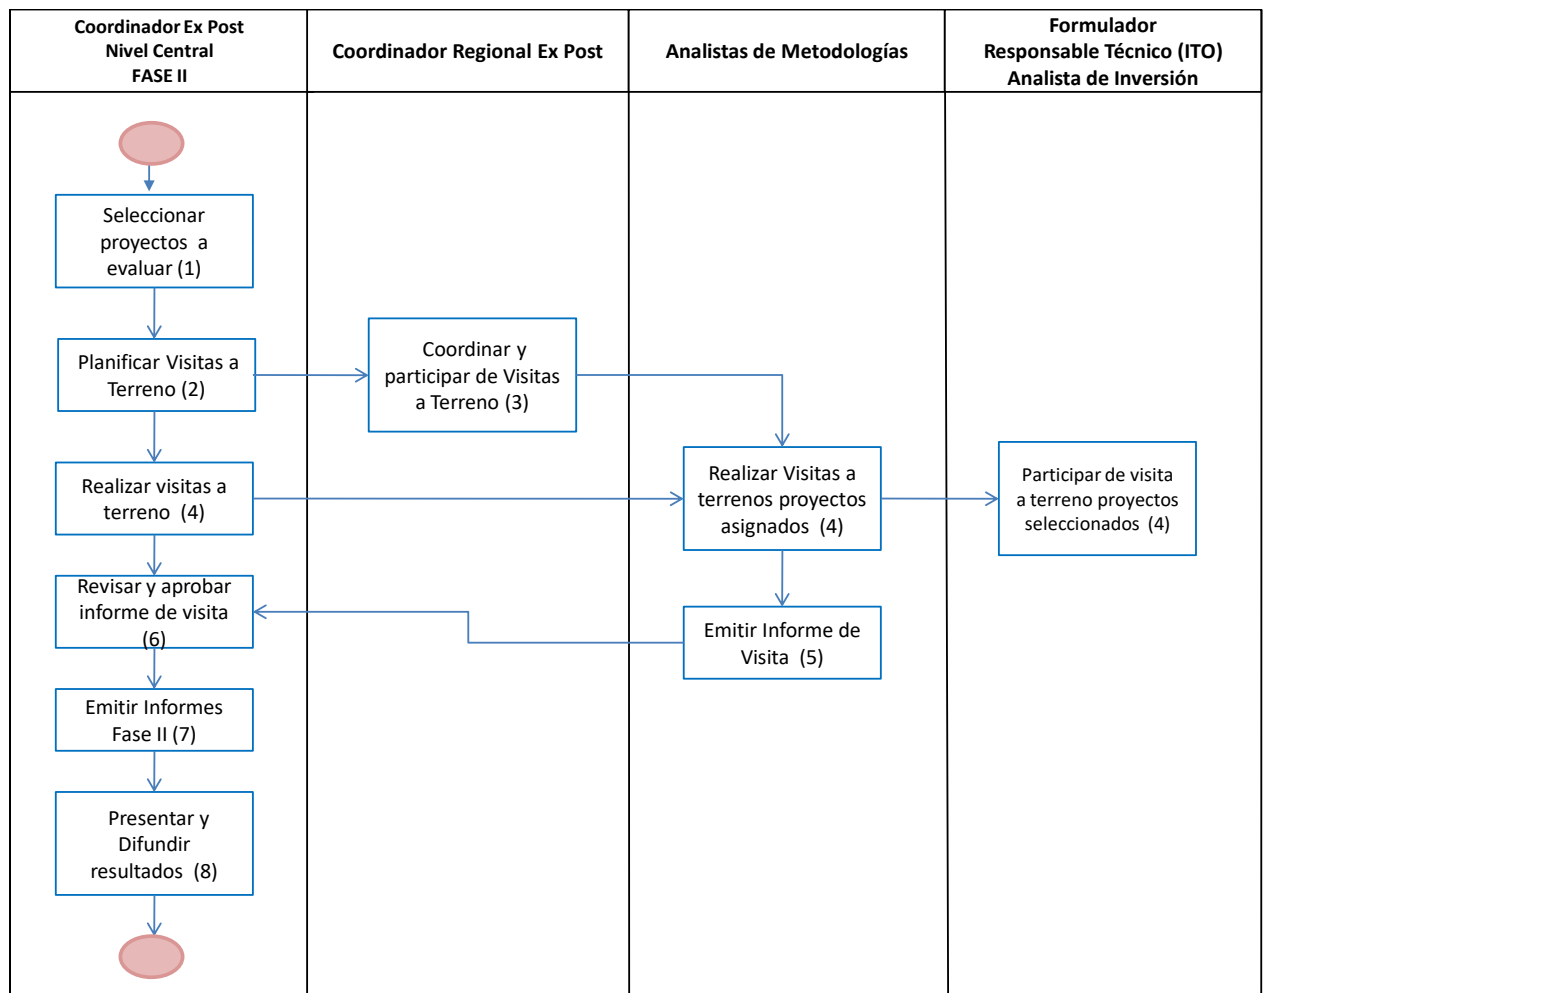 Coordinador Ex Post
Nivel Central
FASE II
Coordinador Regional Ex Post
Analistas de Metodologías
Formulador
Responsable Técnico (ITO)
Analista de Inversión
Seleccionar
proyectos a
evaluar (1)
Planificar Visitas a
Terreno (2)
Coordinar y
participar de Visitas
a Terreno (3)
Realizar visitas a
terreno (4)
Realizar Visitas a
terrenos proyectos
asignados (4)
Participar de visita
a terreno proyectos
seleccionados (4)
Revisar y aprobar
informe de visita
(6)
Emitir Informe de
Visita (5)
Emitir Informes
Fase II (7)
Presentar y
Difundir
resultados (8)